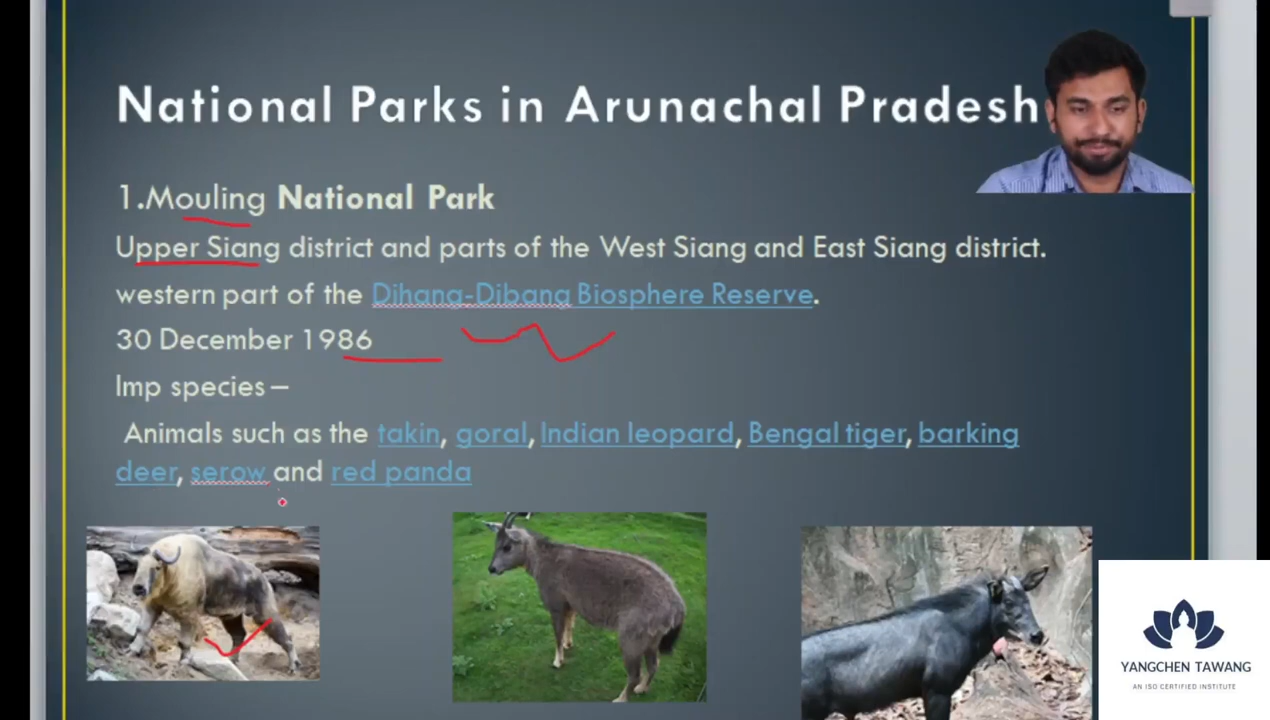 National Parks in Arunachal Pradesh
1.Mouling National Park
Upper Siang district and parts of the West Siang and East Siang district.
western part of the Dihang-Dibang Biosphere Reserve.
30 December 1986
Imp species –
Animals such as the takin, goral, Indian leopard, Bengal tiger, barking
deer, serow and red panda
YANGCHEN TAWANG
AN ISO CERTIFIED INSTITUTE